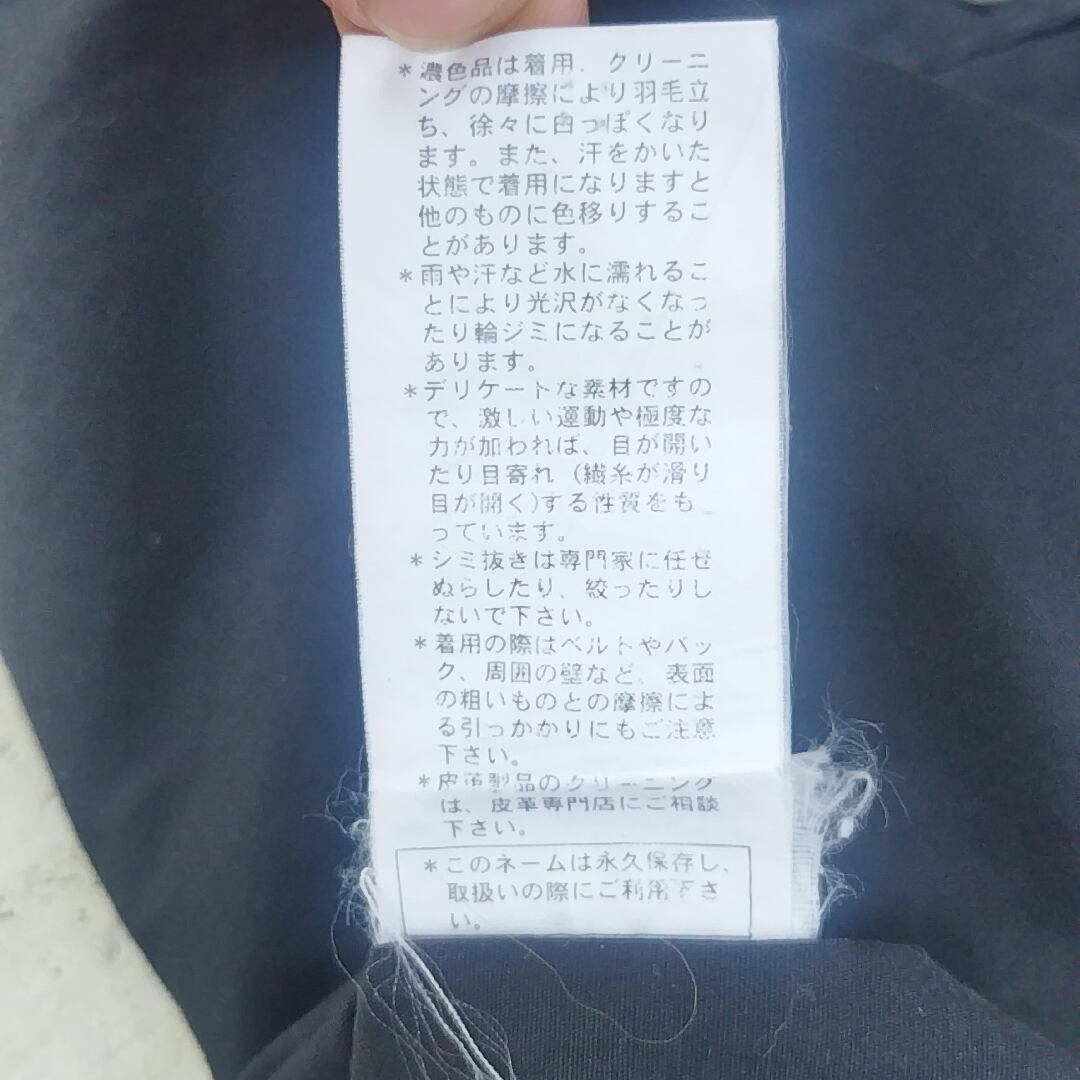 *濃色品は着用、クリーニ
ングの摩擦により羽毛立
ち、徐々に白っぽくなり
ます。また、汗をかいた
状態で着用になりますと
他のものに色移りするこ
とがあります。
*雨や汗など水に濡れるこ
とにより光沢がなくなっ
たり輪ジミになることが
あります。
*デリケートな素材ですの
で、激しい運動や極度な
力が加われば、目が開い
たり目寄れ(繊糸が滑り
目が開く)する性質をも
っています。
*シミ抜きは専門家に任せ
ぬらしたり、絞ったりし
ないで下さい。
*着用の際はベルトやバッ
ク、周囲の壁など、表面
の粗いものとの摩擦によ
る引っかかりにもご注意
下さい。
*皮革製品のクリーニング
は、皮革専門店にご相談
下さい。
*このネームは永久保存し、
取扱いの際にご利用下さ
い。